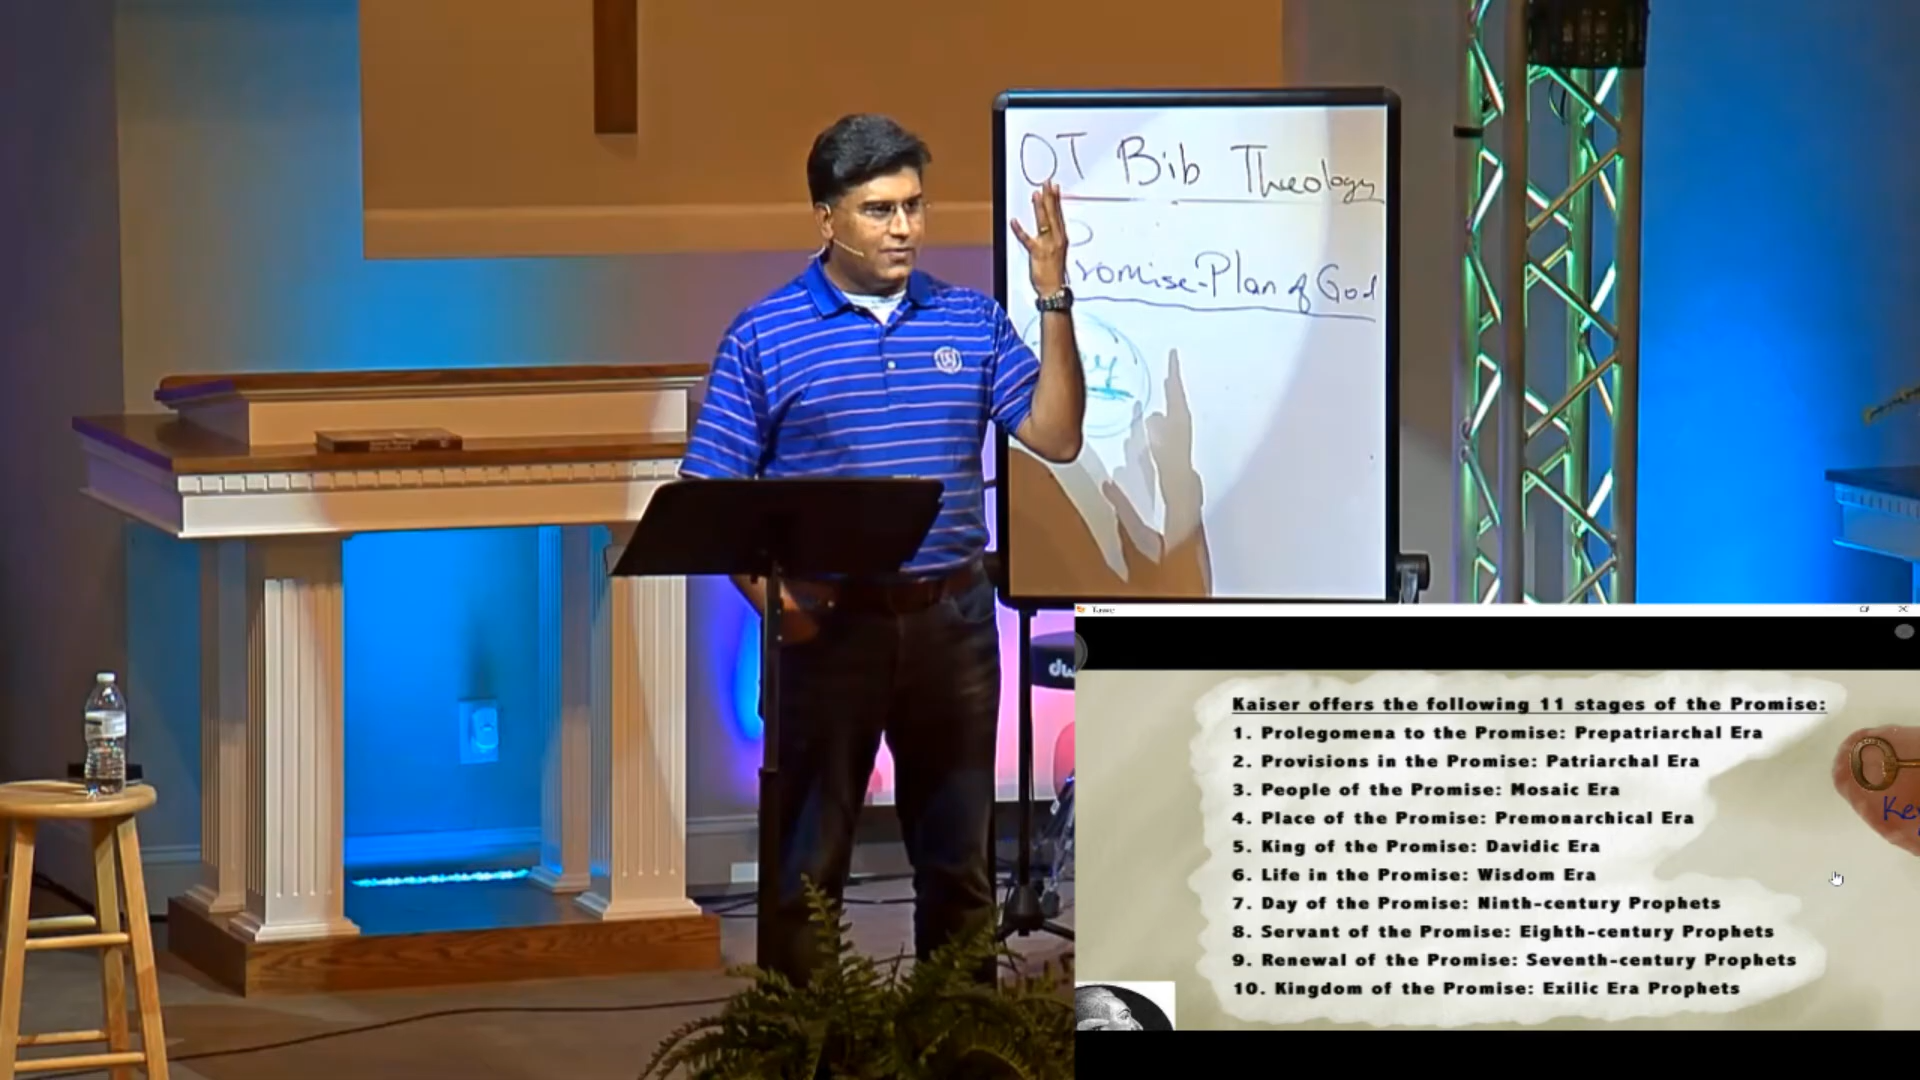 OT Bib Theology
Promise-Plan of God
Key
Kaiser offers the following 11 stages of the Promise:
1. Prolegomena to the Promise: Prepatriarchal Era
2. Provisions in the Promise: Patriarchal Era
3. People of the Promise: Mosaic Era
4. Place of the Promise: Premonarchical Era
5. King of the Promise: Davidic Era
6. Life in the Promise: Wisdom Era
7. Day of the Promise: Ninth-century Prophets
8. Servant of the Promise: Eighth-century Prophets
9. Renewal of the Promise: Seventh-century Prophets
10. Kingdom of the Promise: Exilic Era Prophets